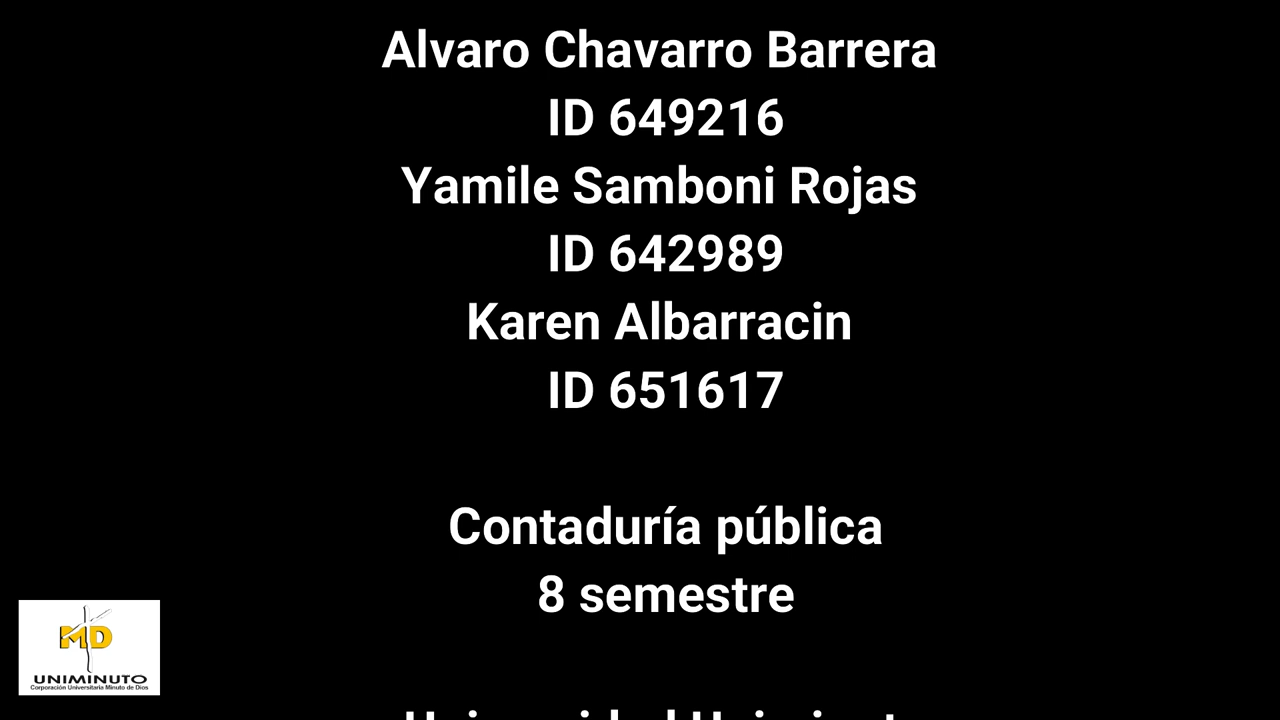 Alvaro Chavarro Barrera
ID 649216
Yamile Samboni Rojas
ID 642989
Karen Albarracin
ID 651617
Contaduría pública
8 semestre
MD
UNIMINUTO
Corporación Universitaria Minuto de Dios